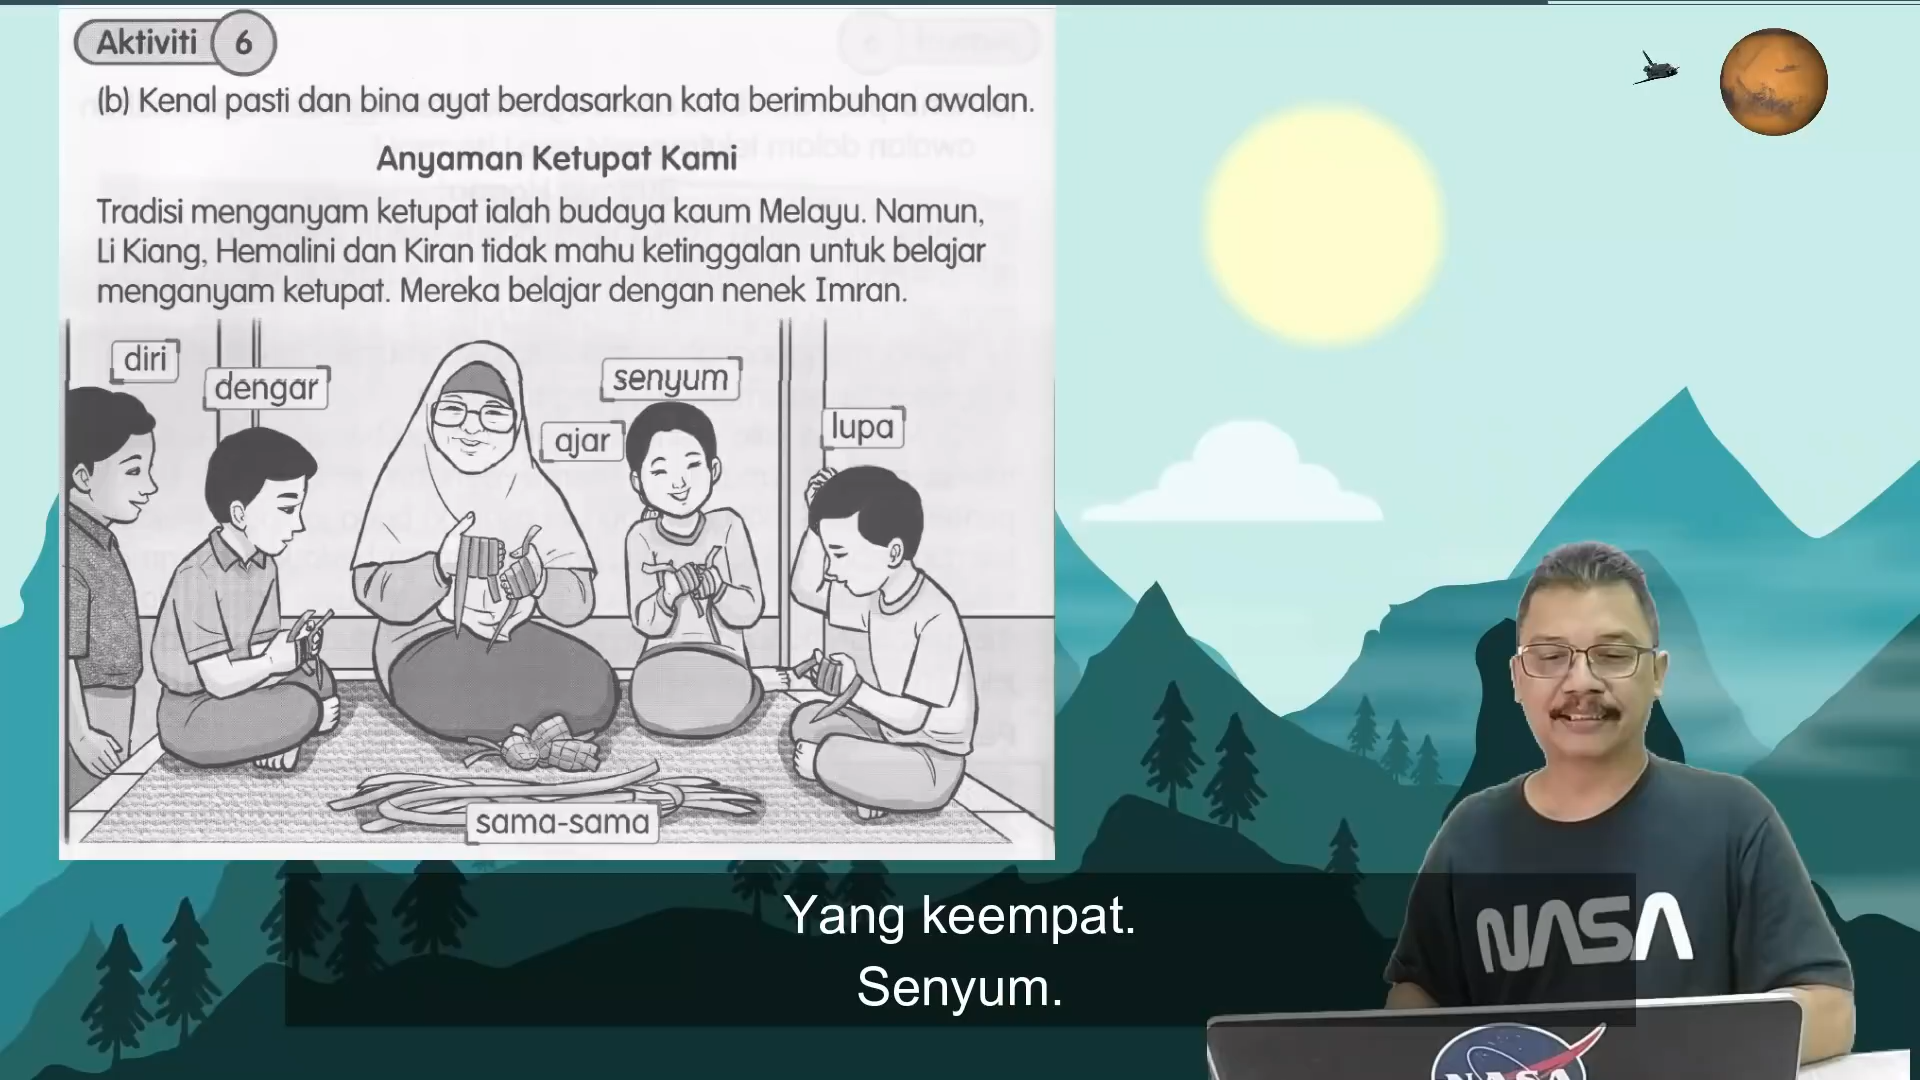 Aktiviti 6
(b) Kenal pasti dan bina ayat berdasarkan kata berimbuhan awalan.
Anyaman Ketupat Kami
Tradisi menganyam ketupat ialah budaya kaum Melayu. Namun,
Li Kiang, Hemalini dan Kiran tidak mahu ketinggalan untuk belajar
menganyam ketupat. Mereka belajar dengan nenek Imran.
diri
dengar
senyum
ajar
lupa
sama-sama
NASA
Yang keempat.
Senyum.
NASA